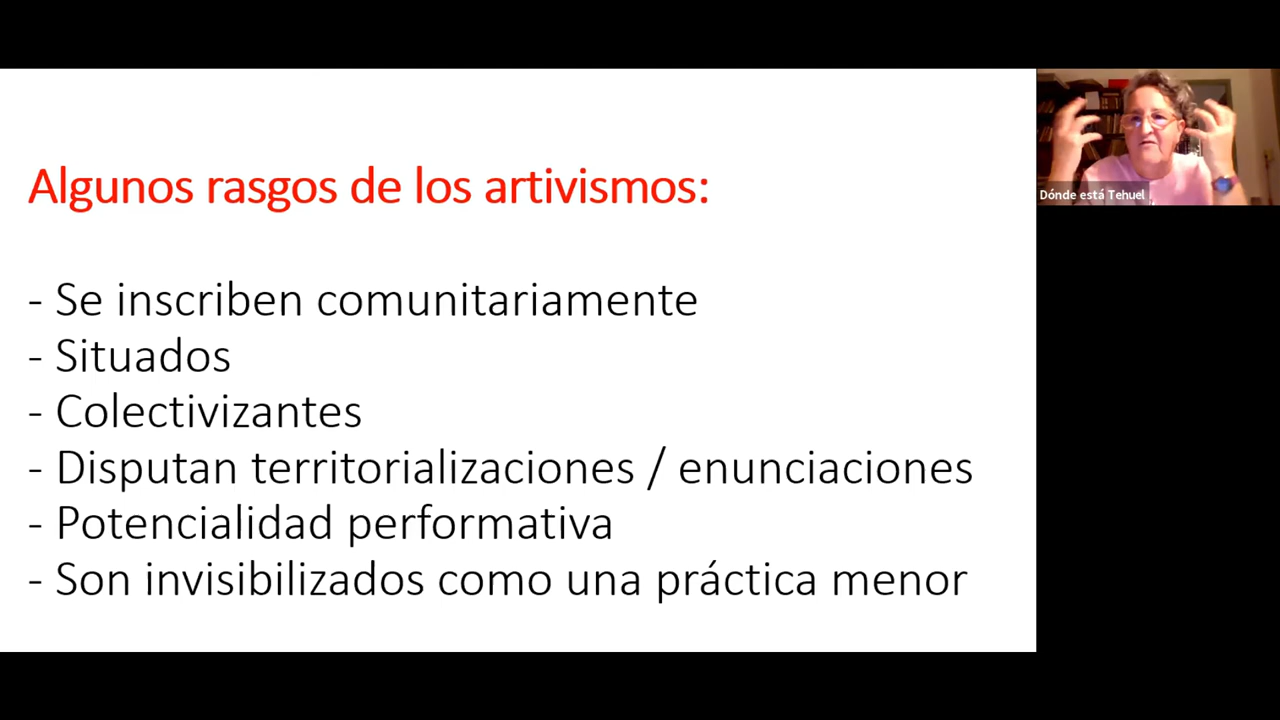 Algunos rasgos de los artivismos:
- Se inscriben comunitariamente
- Situados
- Colectivizantes
- Disputan territorializaciones / enunciaciones
- Potencialidad performativa
- Son invisibilizados como una práctica menor
Dónde está Tehuel